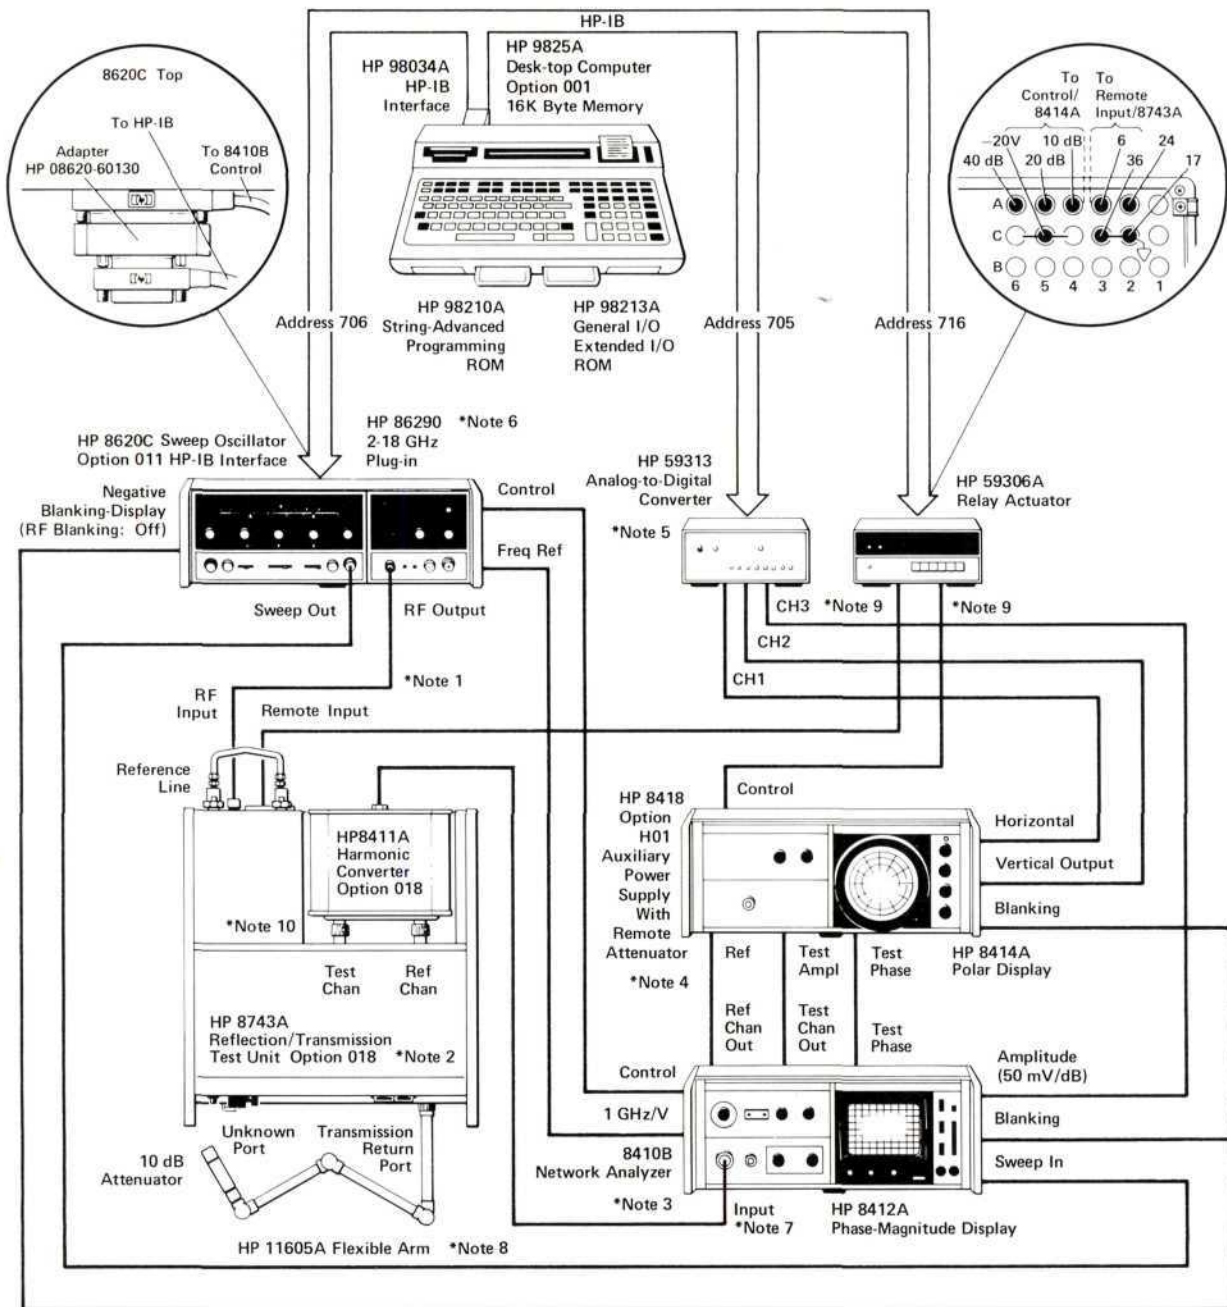 HP-IB
8620C Top
To HP-IB
Adapter
HP 08620-60130
To 8410B
Control
HP 98034A
HP-IB
Interface
HP 9825A
Desk-top Computer
Option 001
16K Byte Memory
To
Control/
8414A
To
Remote
Input/8743A
-20V
10 dB
6
24
40 dB
20 dB
36
17
A
C
B
6 5 4 3 2 1
Address 706
HP 98210A
String-Advanced
Programming
ROM
HP 98213A
General I/O
Extended I/O
ROM
Address 705
Address 716
HP 8620C Sweep Oscillator
Option 011 HP-IB Interface
HP 86290 *Note 6
2-18 GHz
Plug-in
Negative
Blanking-Display
(RF Blanking: Off)
Control
Freq Ref
HP 59313
Analog-to-Digital
Converter
*Note 5
HP 59306A
Relay Actuator
Sweep Out
RF Output
CH3
*Note 9
*Note 9
CH2
CH1
*Note 1
RF
Input
Remote Input
Reference
Line
HP8411A
Harmonic
Converter
Option 018
*Note 10
Test
Chan
Ref
Chan
HP 8743A
Reflection/Transmission
Test Unit Option 018 *Note 2
Control
HP 8418
Option
H01
Auxiliary
Power
Supply
With
Remote
Attenuator
*Note 4
Horizontal
Vertical Output
Blanking
Ref
Test
Ampl
Test
Phase
HP 8414A
Polar Display
Ref
Chan
Out
Test
Chan
Out
Test
Phase
Control
Amplitude
(50 mV/dB)
1 GHz/V
Blanking
8410B
Network Analyzer
*Note 3
Sweep In
Unknown
Port
Transmission
Return
Port
10 dB
Attenuator
Input
*Note 7
HP 8412A
Phase-Magnitude Display
HP 11605A Flexible Arm *Note 8